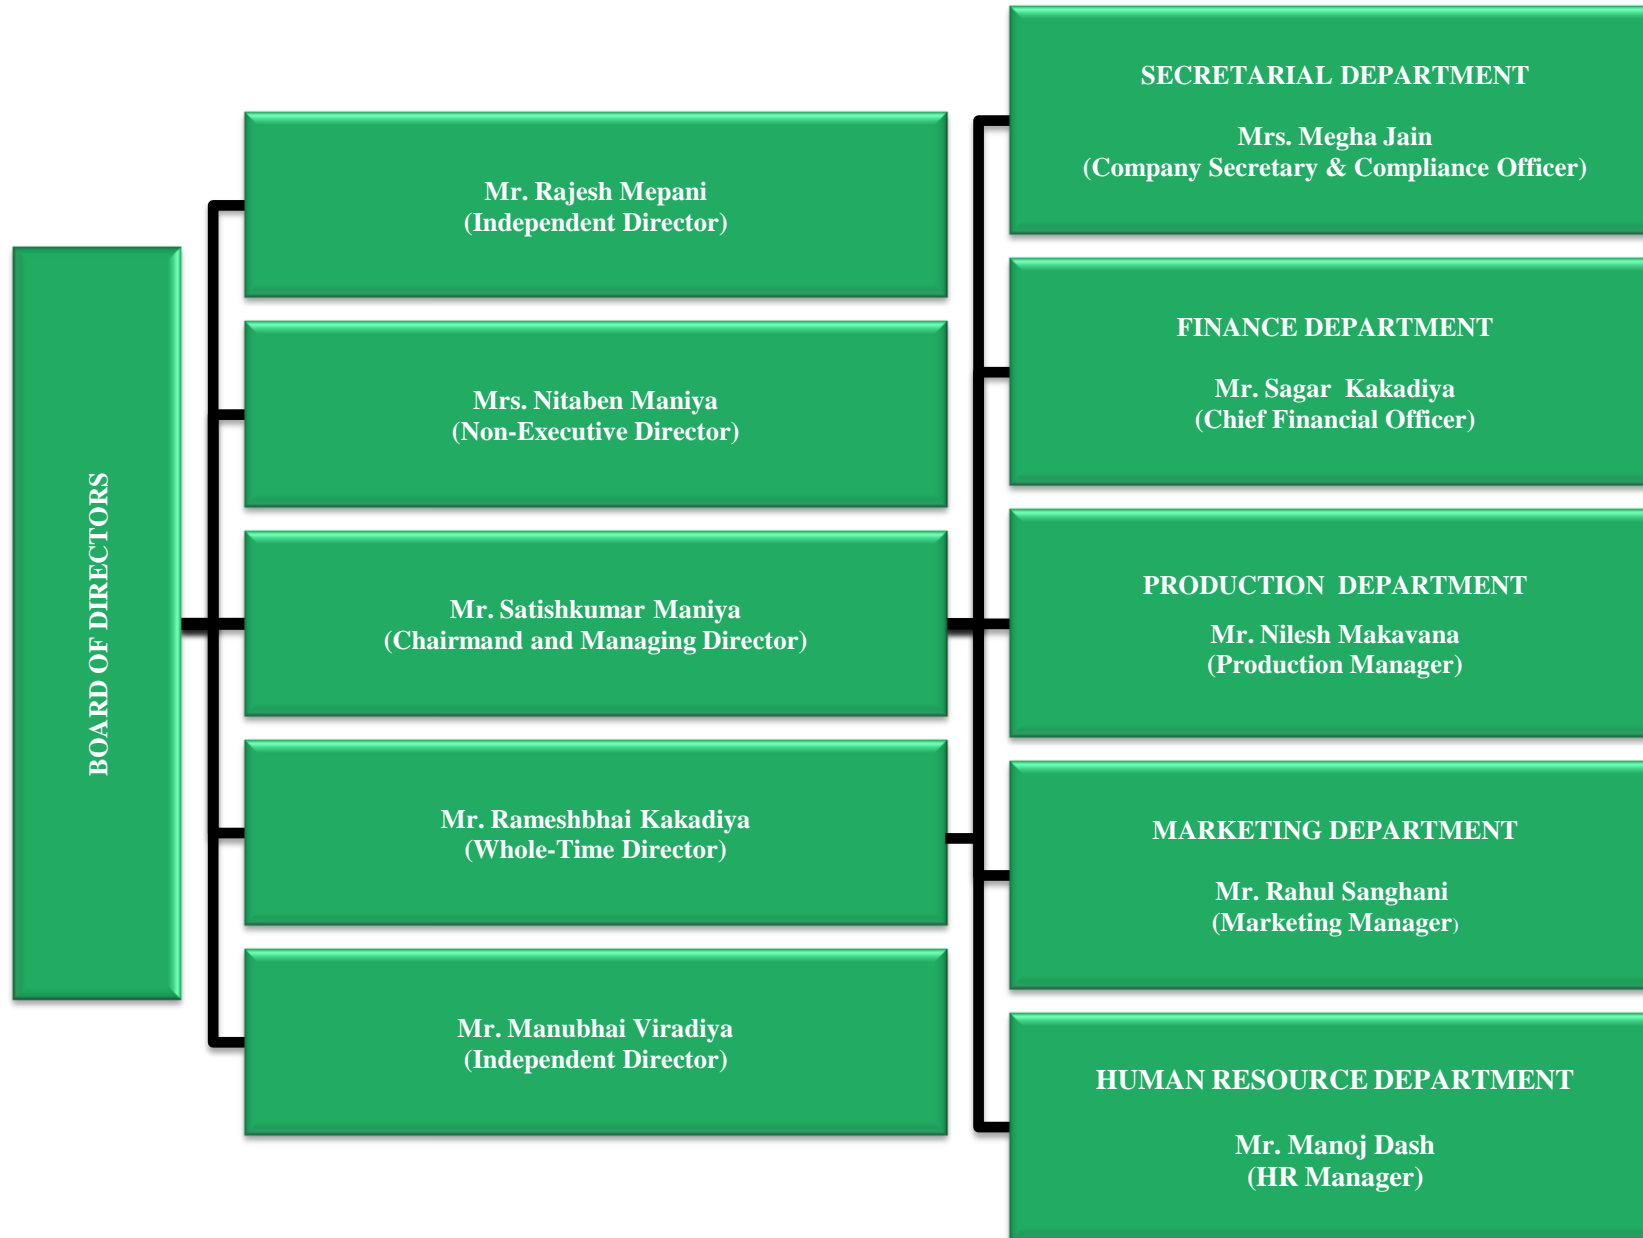 BOARD OF DIRECTORS
Mr. Rajesh Mepani
(Independent Director)
Mrs. Nitaben Maniya
(Non-Executive Director)
Mr. Satishkumar Maniya
(Chairmand and Managing Director)
Mr. Rameshbhai Kakadiya
(Whole-Time Director)
Mr. Manubhai Viradiya
(Independent Director)
SECRETARIAL DEPARTMENT
Mrs. Megha Jain
(Company Secretary & Compliance Officer)
FINANCE DEPARTMENT
Mr. Sagar Kakadiya
(Chief Financial Officer)
PRODUCTION DEPARTMENT
Mr. Nilesh Makavana
(Production Manager)
MARKETING DEPARTMENT
Mr. Rahul Sanghani
(Marketing Manager)
HUMAN RESOURCE DEPARTMENT
Mr. Manoj Dash
(HR Manager)